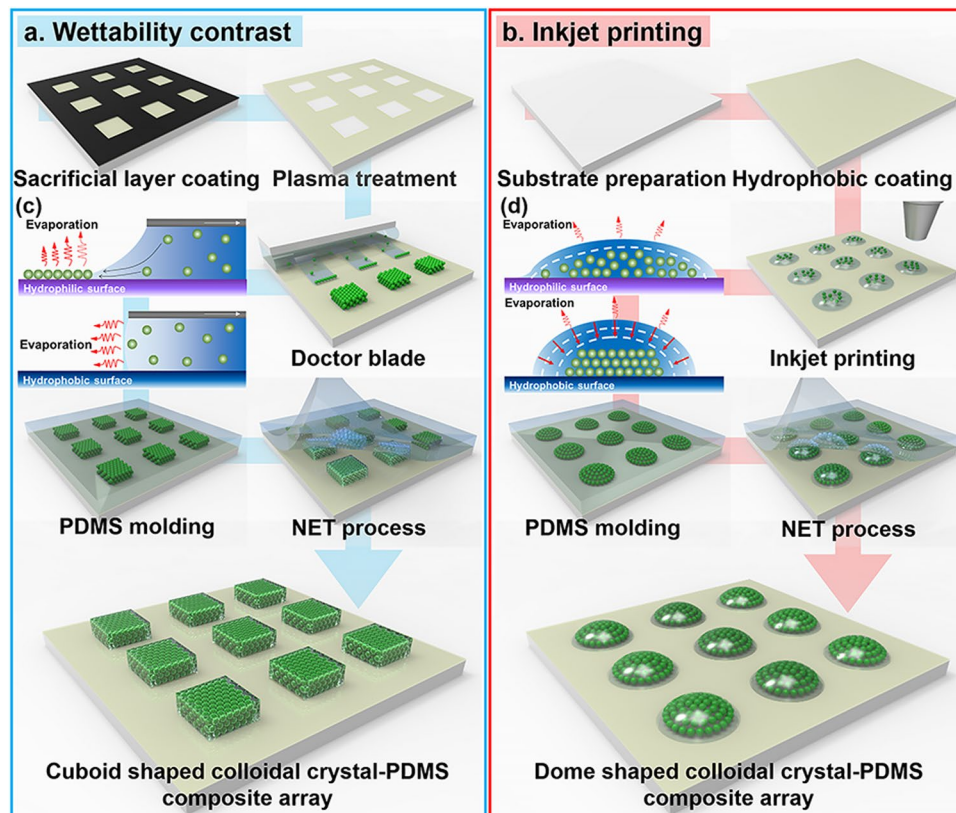 a. Wettability contrast
Sacrificial layer coating
Plasma treatment
(c)
Evaporation
Hydrophilic surface
Evaporation
Hydrophobic surface
Doctor blade
PDMS molding
NET process
Cuboid shaped colloidal crystal-PDMS
composite array
b. Inkjet printing
Substrate preparation
Hydrophobic coating
(d)
Evaporation
Hydrophilic surface
Evaporation
Hydrophobic surface
Inkjet printing
PDMS molding
NET process
Dome shaped colloidal crystal-PDMS
composite array